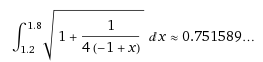 ∫_{1.2}^{1.8} √(1 + 1/(4 (-1 + x))) dx ≈ 0.751589...